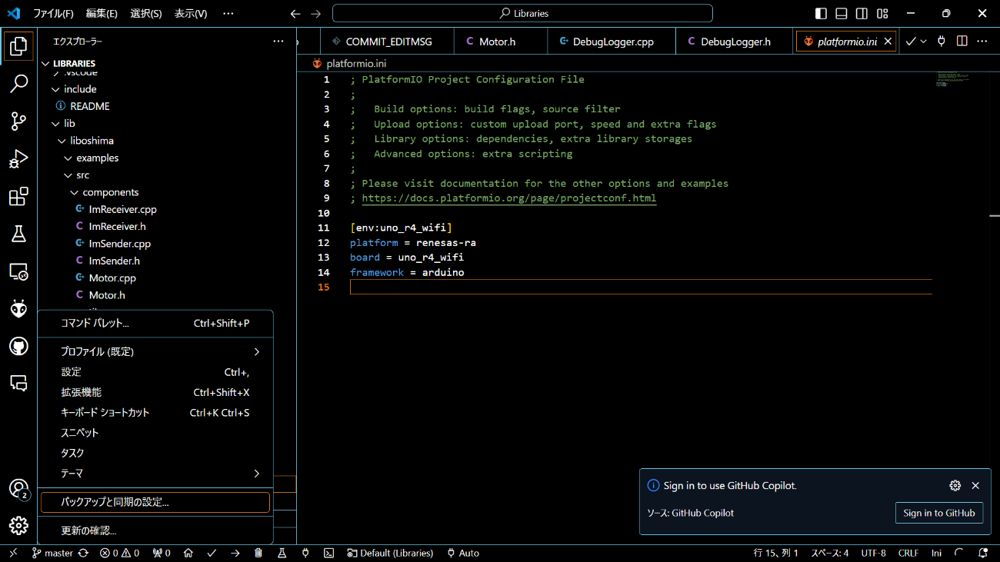 ファイル(F) 編集(E) 選択(S) 表示(V) ··· Libraries
エクスプローラー ···
COMMIT_EDITMSG Motor.h DebugLogger.cpp DebugLogger.h platformio.ini ···
LIBRARIES
.vscode
include
README
lib
liboshima
examples
src
components
ImReceiver.cpp
ImReceiver.h
ImSender.cpp
ImSender.h
Motor.cpp
Motor.h
platformio.ini
1 ; PlatformIO Project Configuration File
2 ;
3 ;   Build options: build flags, source filter
4 ;   Upload options: custom upload port, speed and extra flags
5 ;   Library options: dependencies, extra library storages
6 ;   Advanced options: extra scripting
7 ;
8 ; Please visit documentation for the other options and examples
9 ; https://docs.platformio.org/page/projectconf.html
10
11 [env:uno_r4_wifi]
12 platform = renesas-ra
13 board = uno_r4_wifi
14 framework = arduino
15
コマンド パレット... Ctrl+Shift+P
プロファイル (既定)
設定 Ctrl+,
拡張機能 Ctrl+Shift+X
キーボード ショートカット Ctrl+K Ctrl+S
スニペット
タスク
テーマ
バックアップと同期の設定...
更新の確認...
2
Sign in to use GitHub Copilot.
ソース: GitHub Copilot Sign in to GitHub
master 0 0 0 Default (Libraries) Auto 行 15、列 1 スペース: 4 UTF-8 CRLF Ini